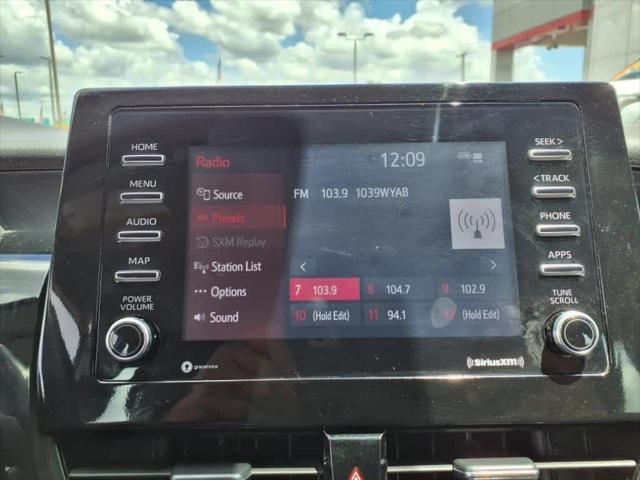 HOME
MENU
AUDIO
MAP
POWER
VOLUME
Radio
12:09
Source
Presets
SXM Replay
Station List
Options
Sound
FM 103.9 1039WYAB
7 103.9 8 104.7 9 102.9
10 (Hold Edit) 11 94.1 12 (Hold Edit)
gracenote
SEEK >
< TRACK
PHONE
APPS
TUNE
SCROLL
SiriusXM